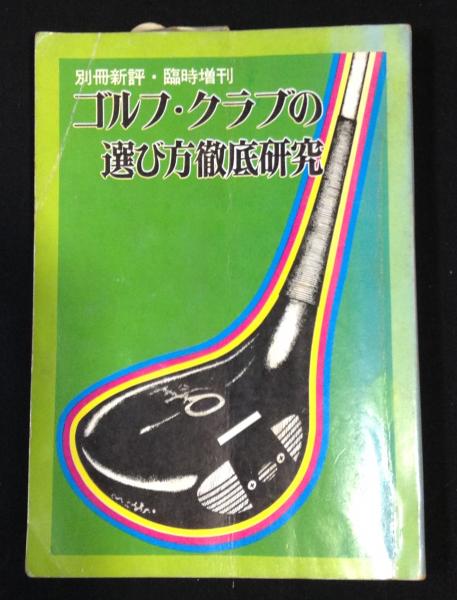 別冊新評・臨時増刊
ゴルフ・クラブの
選び方徹底研究